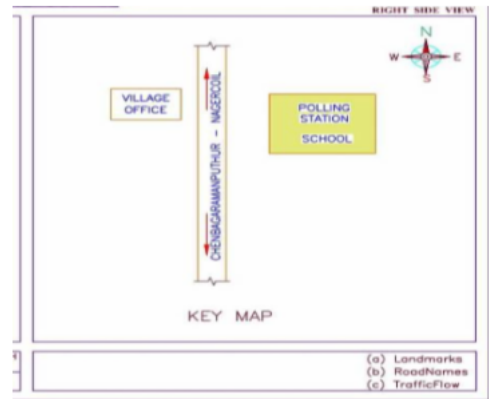 RIGHT SIDE VIEW
N
W
E
S
VILLAGE
OFFICE
CHENBAGARAMANPUTHUR - NAGERCOIL
POLLING
STATION
SCHOOL
KEY MAP
(a) Landmarks
(b) RoadNames
(c) TrafficFlow